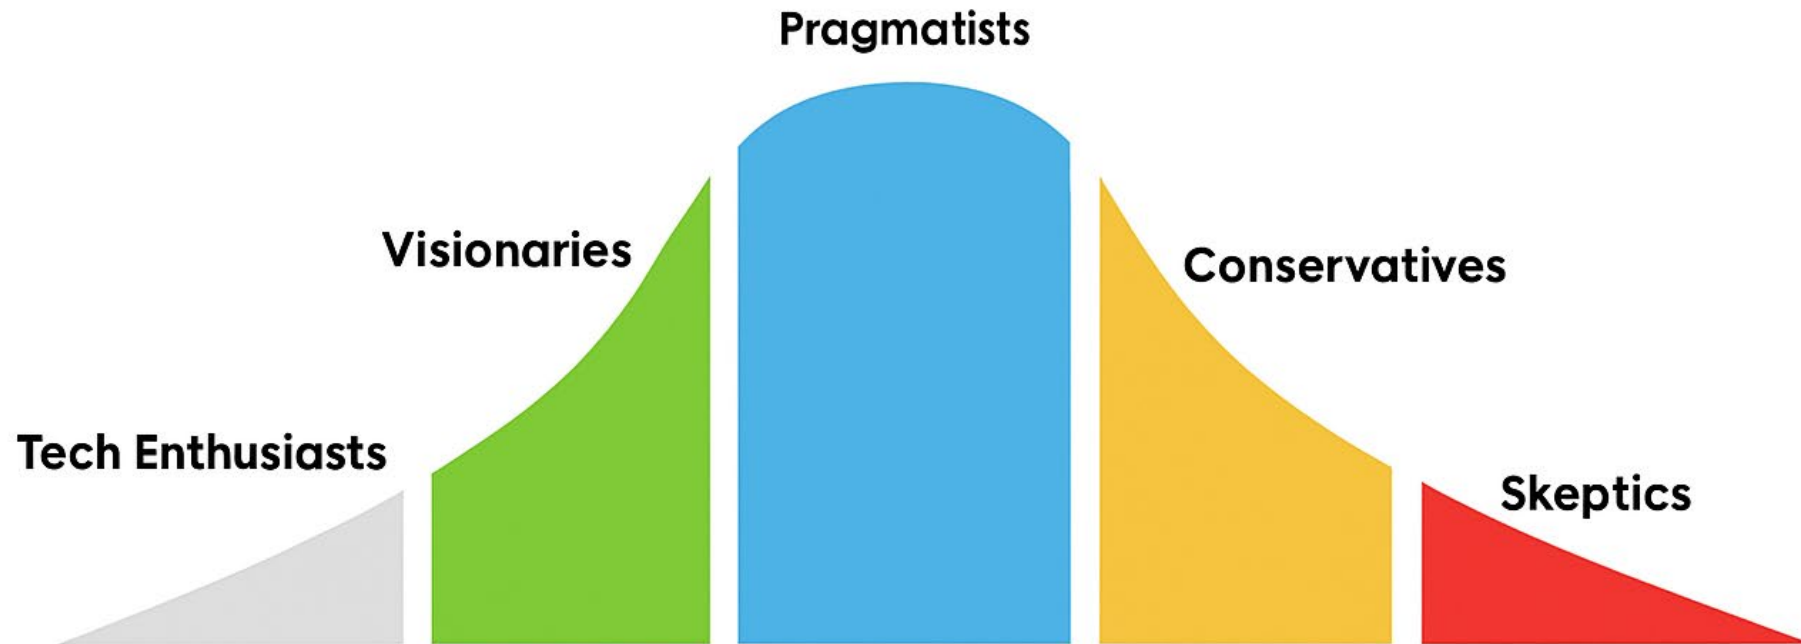 Pragmatists
Visionaries
Conservatives
Tech Enthusiasts
Skeptics